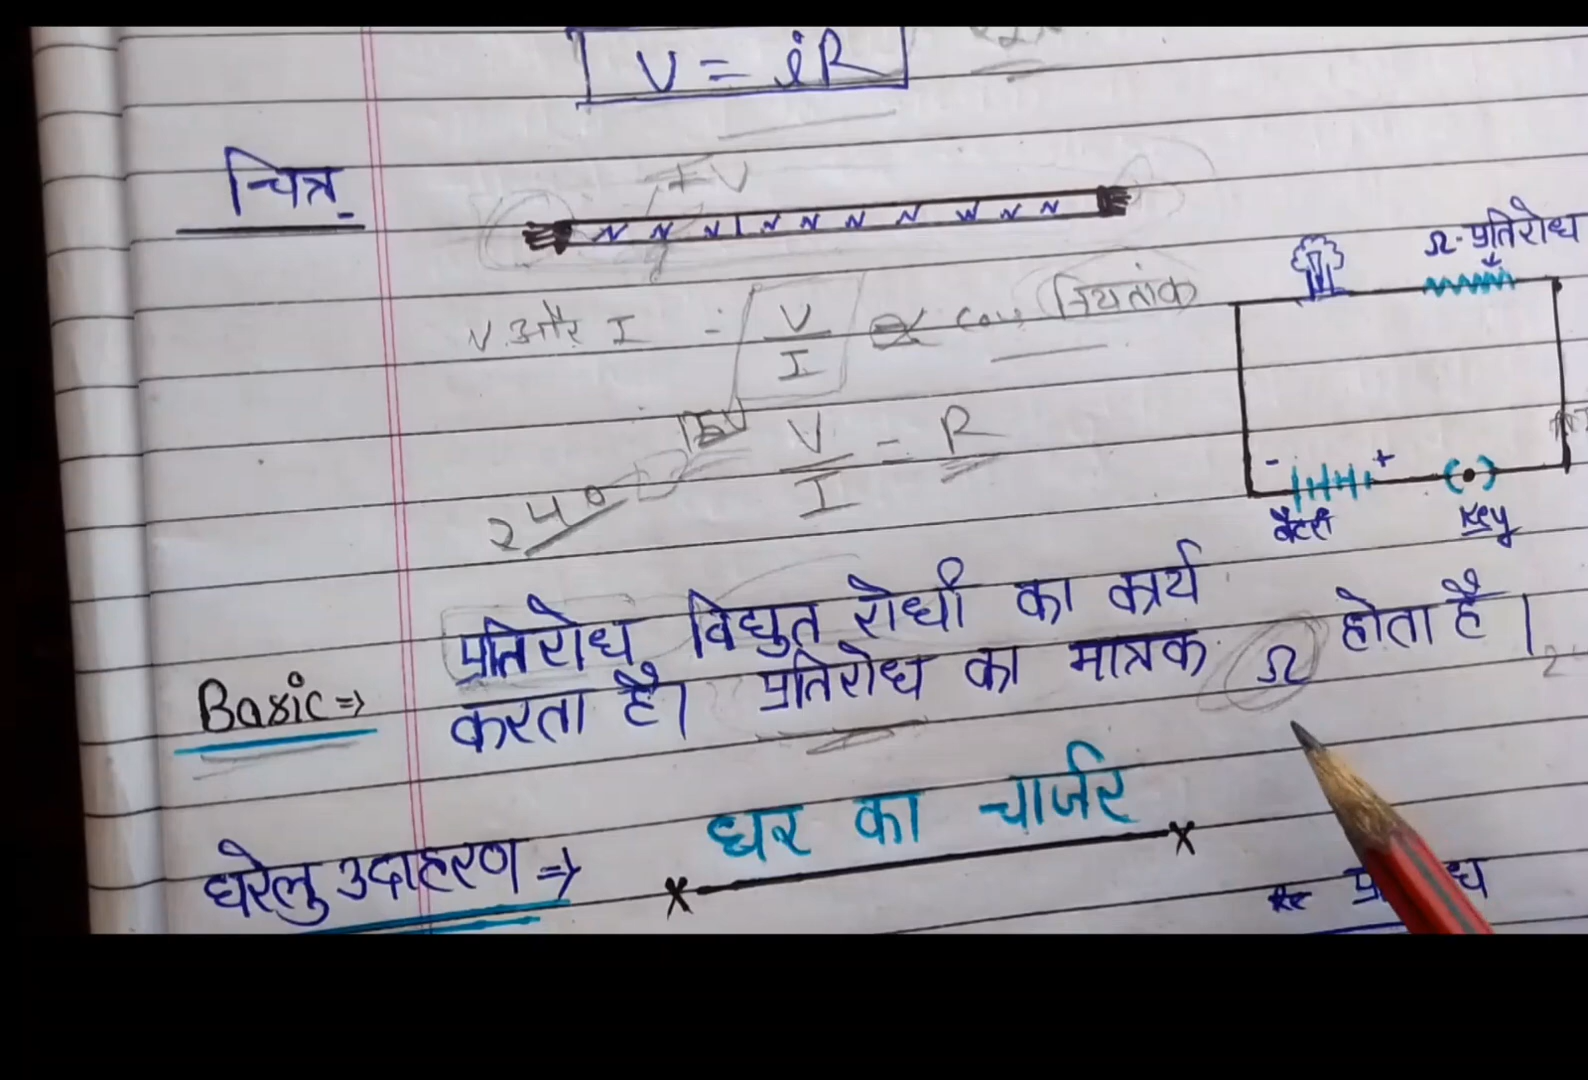 V = iR
चित्र
+V
Ω-प्रतिरोध
V और I - V/I ∝ नियतांक
V/I = R
240
- +
बैटरी Key
प्रतिरोध विद्युत रोधी का कार्य
Basic ⇒ करता है। प्रतिरोध का मात्रक Ω होता है।
घरेलु उदाहरण ⇒ × घर का चार्जर ×